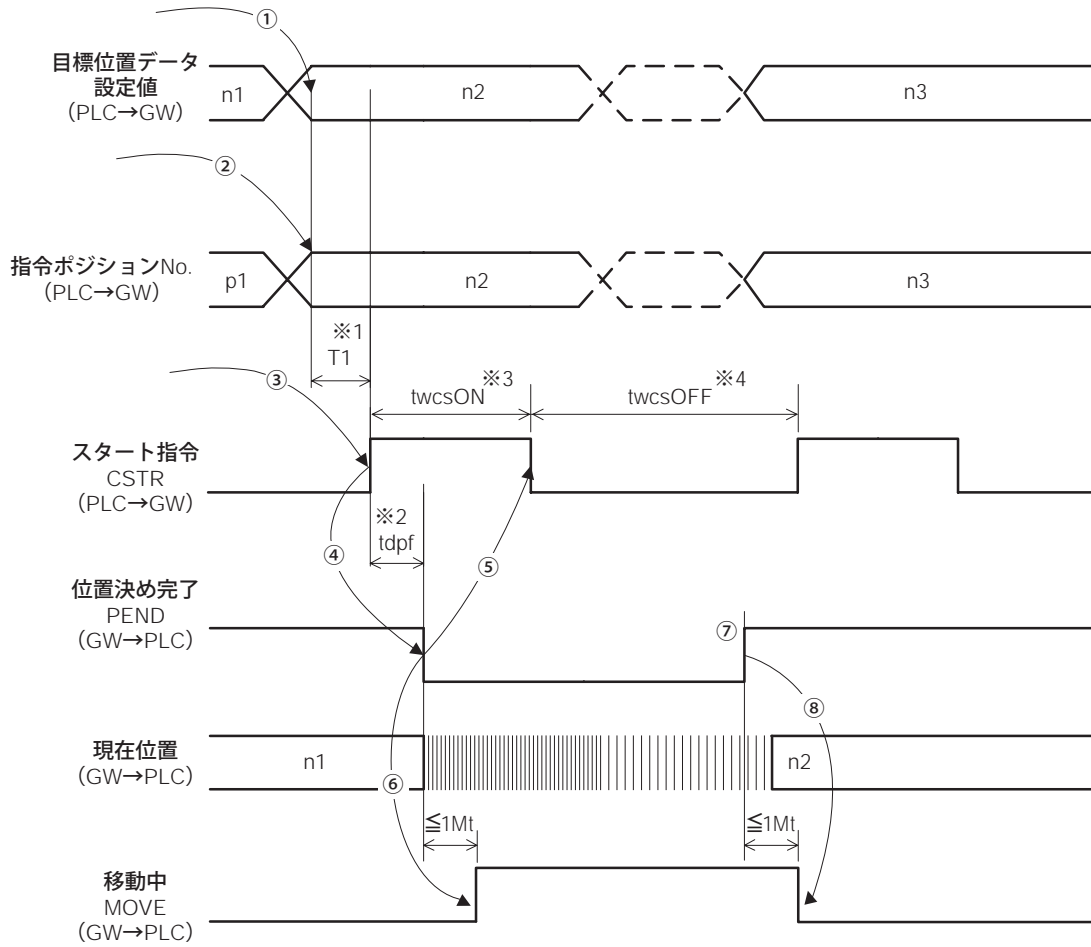 ①
目標位置データ
設定値
(PLC→GW)
n1
n2
n3
②
指令ポジションNo.
(PLC→GW)
p1
n2
n3
※1
T1
③
twcsON
※3
twcsOFF
※4
スタート指令
CSTR
(PLC→GW)
※2
tdpf
④
⑤
位置決め完了
PEND
(GW→PLC)
⑦
⑧
現在位置
(GW→PLC)
n1
n2
⑥
≦1Mt
≦1Mt
移動中
MOVE
(GW→PLC)